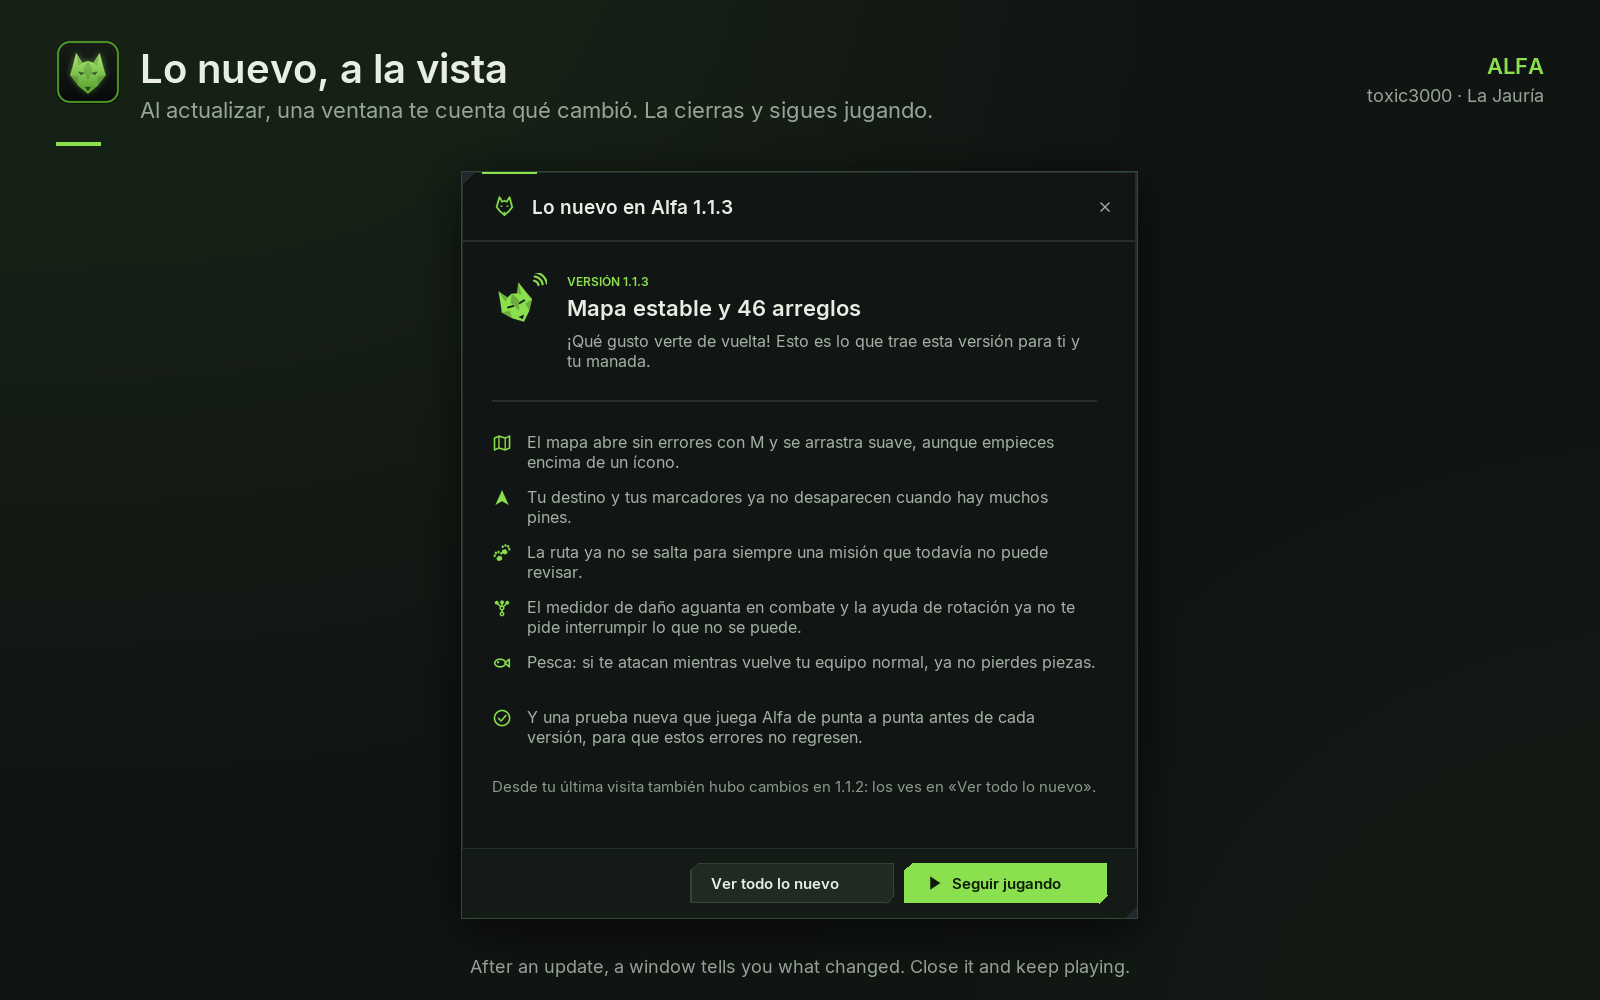 Lo nuevo, a la vista
Al actualizar, una ventana te cuenta qué cambió. La cierras y sigues jugando.
ALFA
toxic3000 · La Jauría
Lo nuevo en Alfa 1.1.3
VERSIÓN 1.1.3
Mapa estable y 46 arreglos
¡Qué gusto verte de vuelta! Esto es lo que trae esta versión para ti y
tu manada.
El mapa abre sin errores con M y se arrastra suave, aunque empieces
encima de un ícono.
Tu destino y tus marcadores ya no desaparecen cuando hay muchos
pines.
La ruta ya no se salta para siempre una misión que todavía no puede
revisar.
El medidor de daño aguanta en combate y la ayuda de rotación ya no te
pide interrumpir lo que no se puede.
Pesca: si te atacan mientras vuelve tu equipo normal, ya no pierdes piezas.
Y una prueba nueva que juega Alfa de punta a punta antes de cada
versión, para que estos errores no regresen.
Desde tu última visita también hubo cambios en 1.1.2: los ves en «Ver todo lo nuevo».
Ver todo lo nuevo
Seguir jugando
After an update, a window tells you what changed. Close it and keep playing.